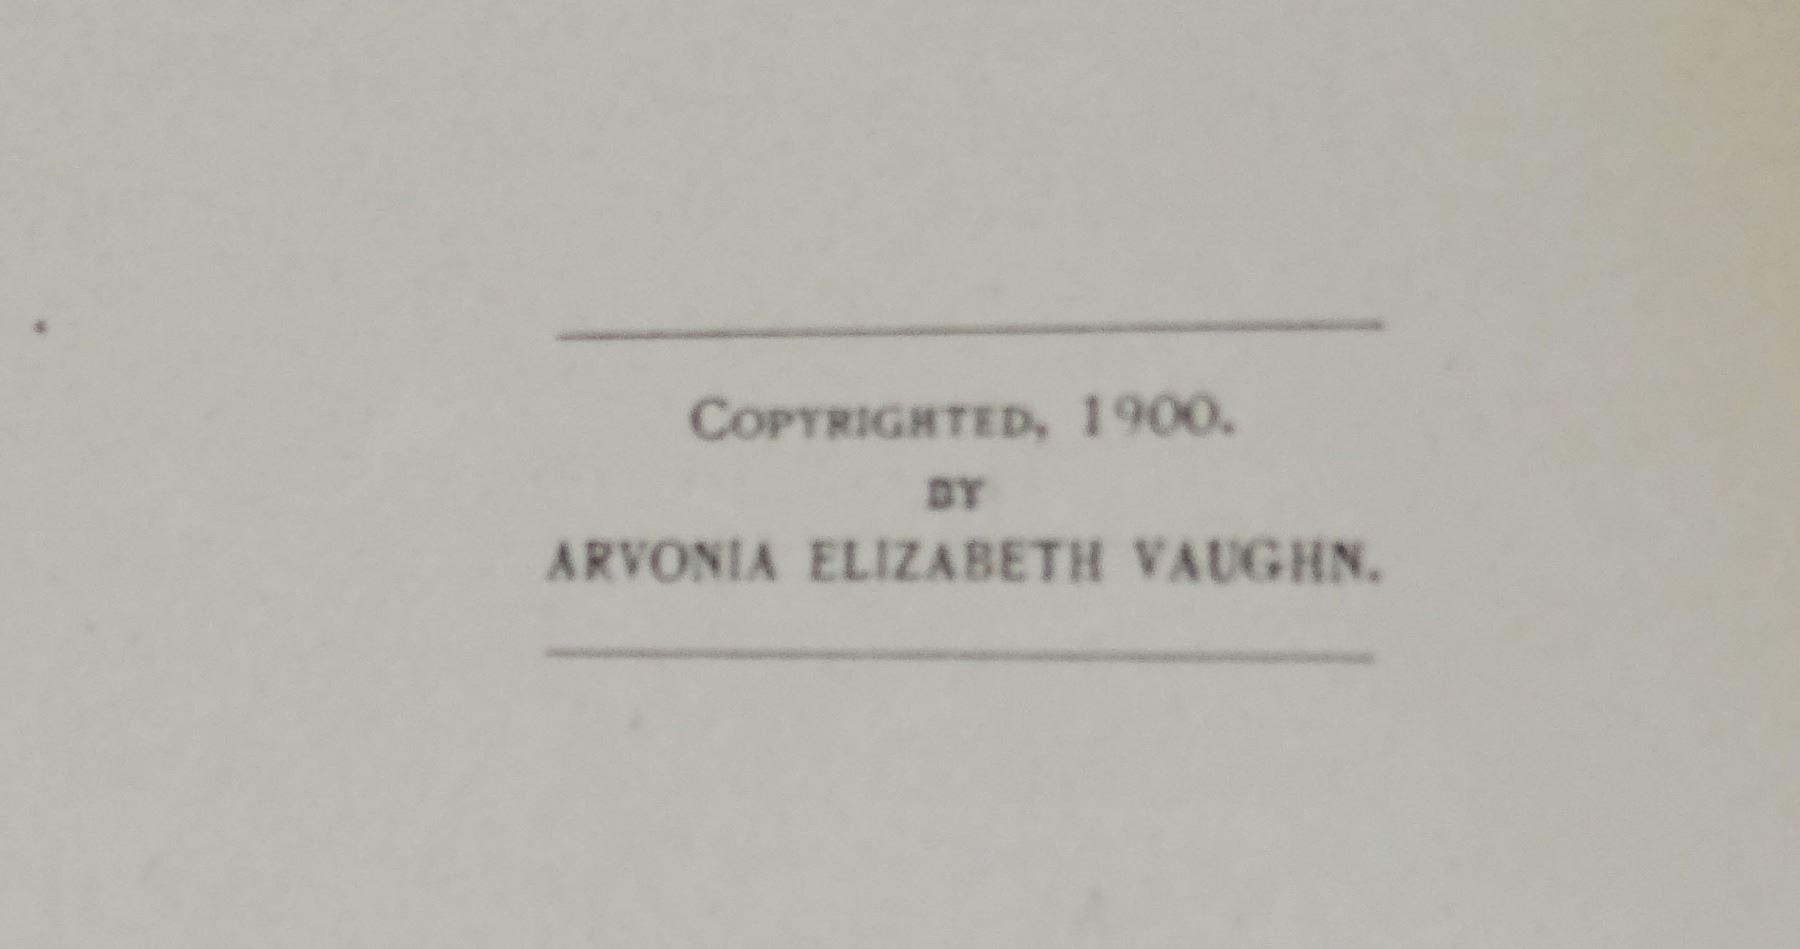 COPYRIGHTED, 1900.
BY
ARVONIA ELIZABETH VAUGHN.